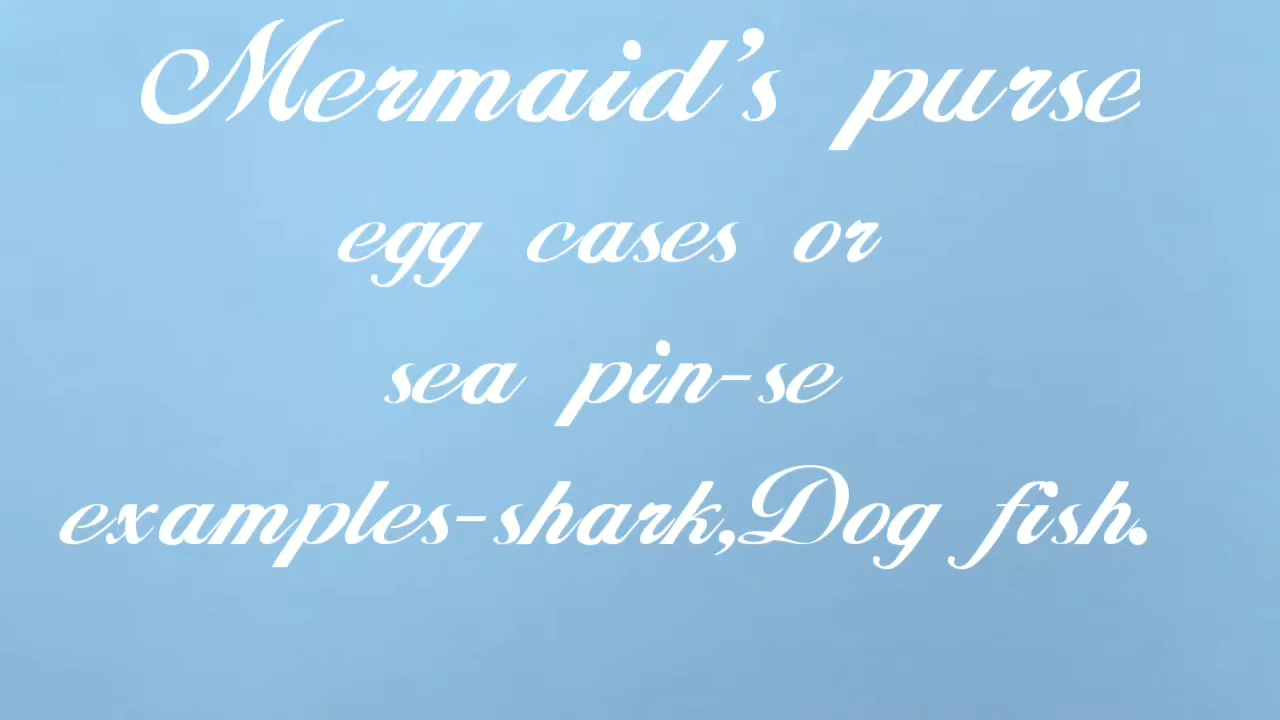 Mermaid's purse
egg cases or
sea pin-se
examples-shark,Dog fish.